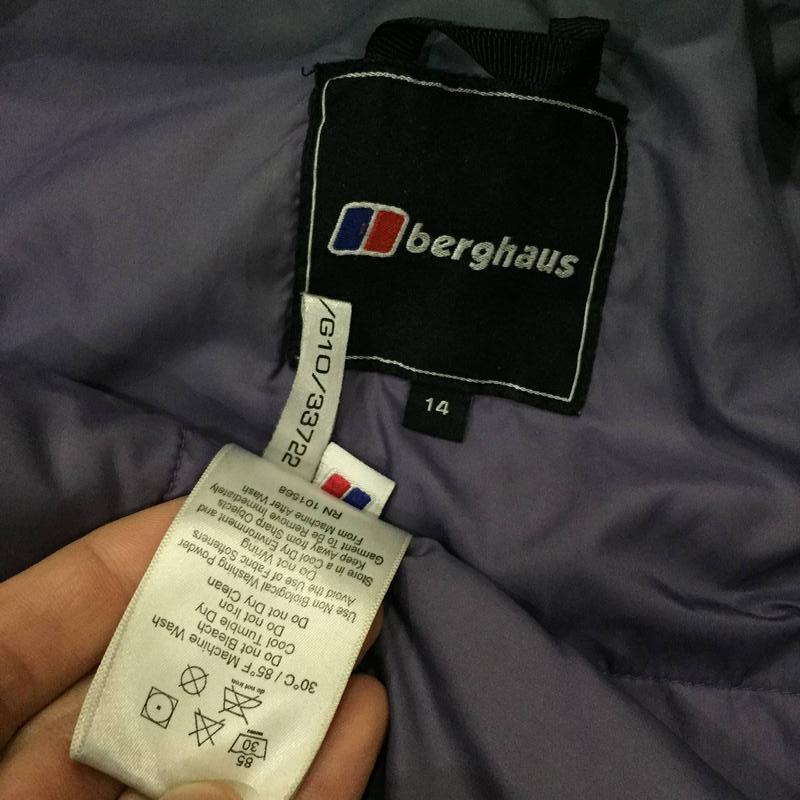 berghaus
14
/G10/33722
85
30
do not iron
30°C / 85°F Machine Wash
Do not Bleach
Cool Tumble Dry
Do not Iron
Do not Dry Clean
Use Non Biological Washing Powder
Avoid the Use of Fabric Softeners
Do not Wring
Store in a Cool Dry Environment and
Keep Away from Sharp Objects
Garment To Be Remove Immediately
From Machine After Wash
RN 101568